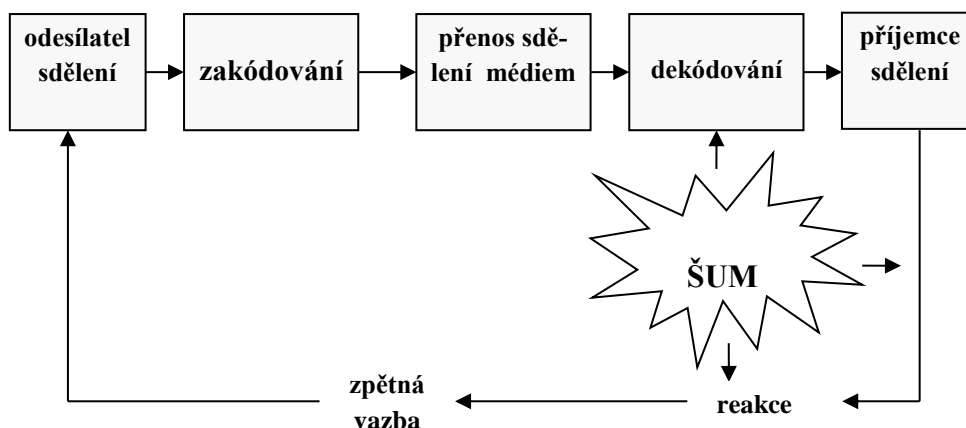 odesílatel
sdělení
zakódování
přenos sdě-
lení médiem
dekódování
příjemce
sdělení
ŠUM
zpětná
vazba
reakce